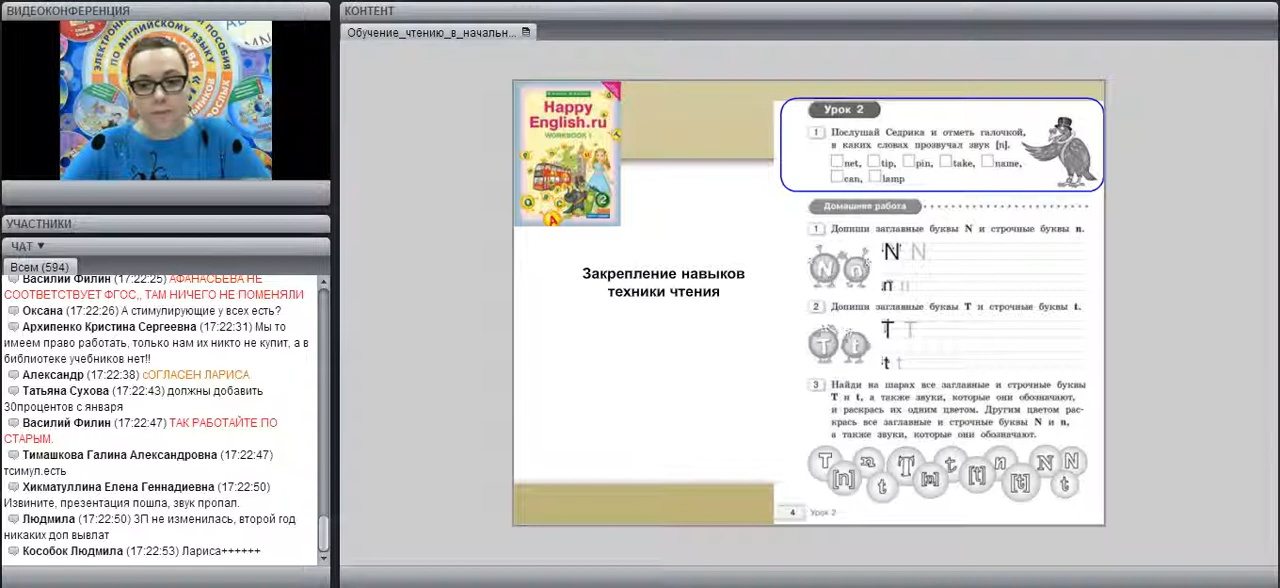 ВИДЕОКОНФЕРЕНЦИЯ
ЭЛЕКТРОННЫЕ
ПОСОБИЯ
ПО АНГЛИЙСКОМУ ЯЗЫКУ
УЧАСТНИКИ
ЧАТ
Всем (594)
Василий Филин (17:22:25) АФАНАСЬЕВА НЕ
СООТВЕТСТВУЕТ ФГОС,, ТАМ НИЧЕГО НЕ ПОМЕНЯЛИ
Оксана (17:22:26) А стимулирующие у всех есть?
Архипенко Кристина Сергеевна (17:22:31) Мы то
имеем право работать, только нам их никто не купит, а в
библиотеке учебников нет!!
Александр (17:22:38) сОГЛАСЕН ЛАРИСА
Татьяна Сухова (17:22:43) должны добавить
30процентов с января
Василий Филин (17:22:47) ТАК РАБОТАЙТЕ ПО
СТАРЫМ.
Тимашкова Галина Александровна (17:22:47)
тсимул.есть
Хикматуллина Елена Геннадиевна (17:22:50)
Извините, презентация пошла, звук пропал.
Людмила (17:22:50) ЗП не изменилась, второй год
никаких доп вывлат
Кособок Людмила (17:22:53) Лариса++++++
КОНТЕНТ
Обучение_чтению_в_начальн...
Happy
English.ru
WORKBOOK 1
Закрепление навыков
техники чтения
Урок 2
1 Послушай Седрика и отметь галочкой,
в каких словах прозвучал звук [n].
net, tip, pin, take, name,
can, lamp
Домашняя работа
1 Допиши заглавные буквы N и строчные буквы n.
N n N N
n n
2 Допиши заглавные буквы T и строчные буквы t.
T t T T
t t
3 Найди на шарах все заглавные и строчные буквы
T и t, а также звуки, которые они обозначают,
и раскрась их одним цветом. Другим цветом рас-
крась все заглавные и строчные буквы N и n,
а также звуки, которые они обозначают.
T n T t n N N
[n] t [n] [t] [t] t
4 Урок 2